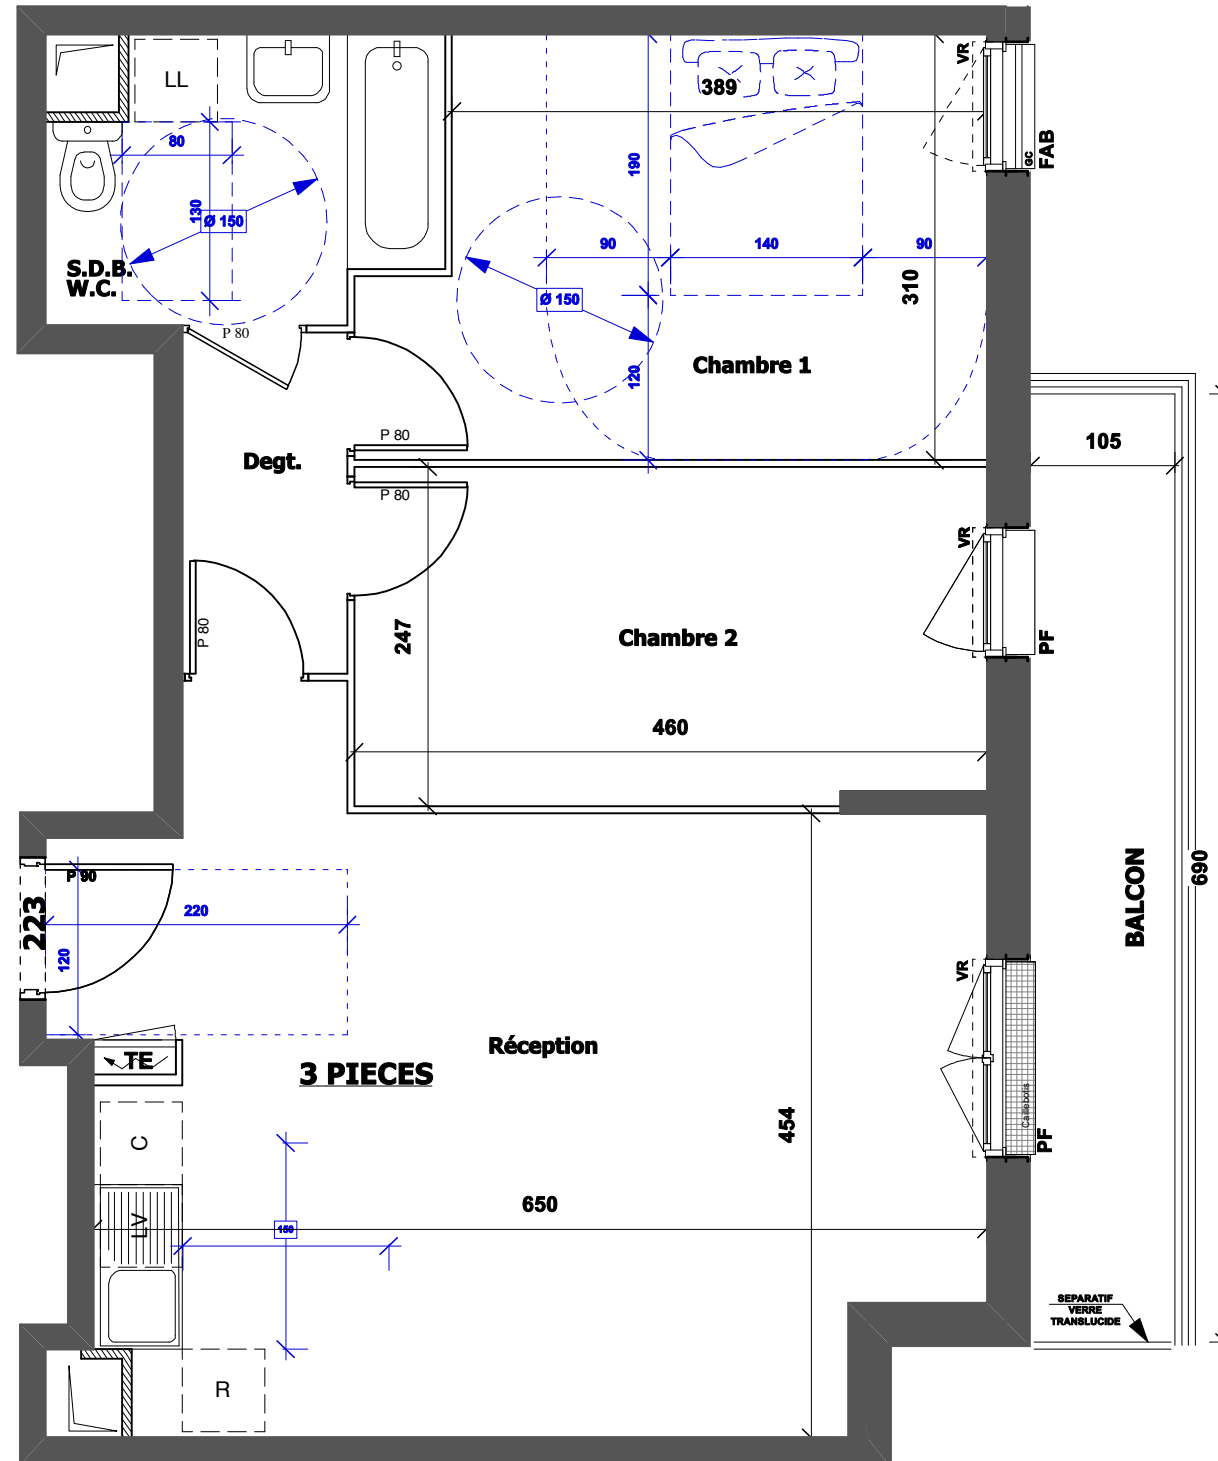 LL
80
130
Ø 150
S.D.B.
W.C.
P 80
389
190
90
140
90
Ø 150
120
310
Chambre 1
VR
GC
FAB
Degt.
P 80
P 80
P 80
105
VR
PF
247
Chambre 2
460
BALCON
690
P 90
223
220
120
TE
3 PIECES
Réception
VR
Caillebotis
PF
454
C
LV
650
150
R
SEPARATIF
VERRE
TRANSLUCIDE